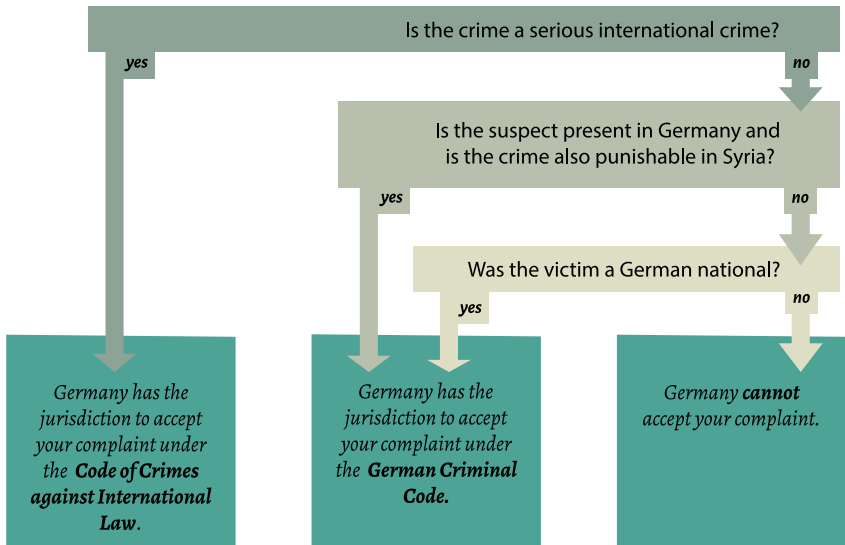 Is the crime a serious international crime?
yes
no
Is the suspect present in Germany and
is the crime also punishable in Syria?
yes
no
Was the victim a German national?
yes
no
Germany has the
jurisdiction to accept
your complaint under
the Code of Crimes
against International
Law.
Germany has the
jurisdiction to accept
your complaint under
the German Criminal
Code.
Germany cannot
accept your complaint.